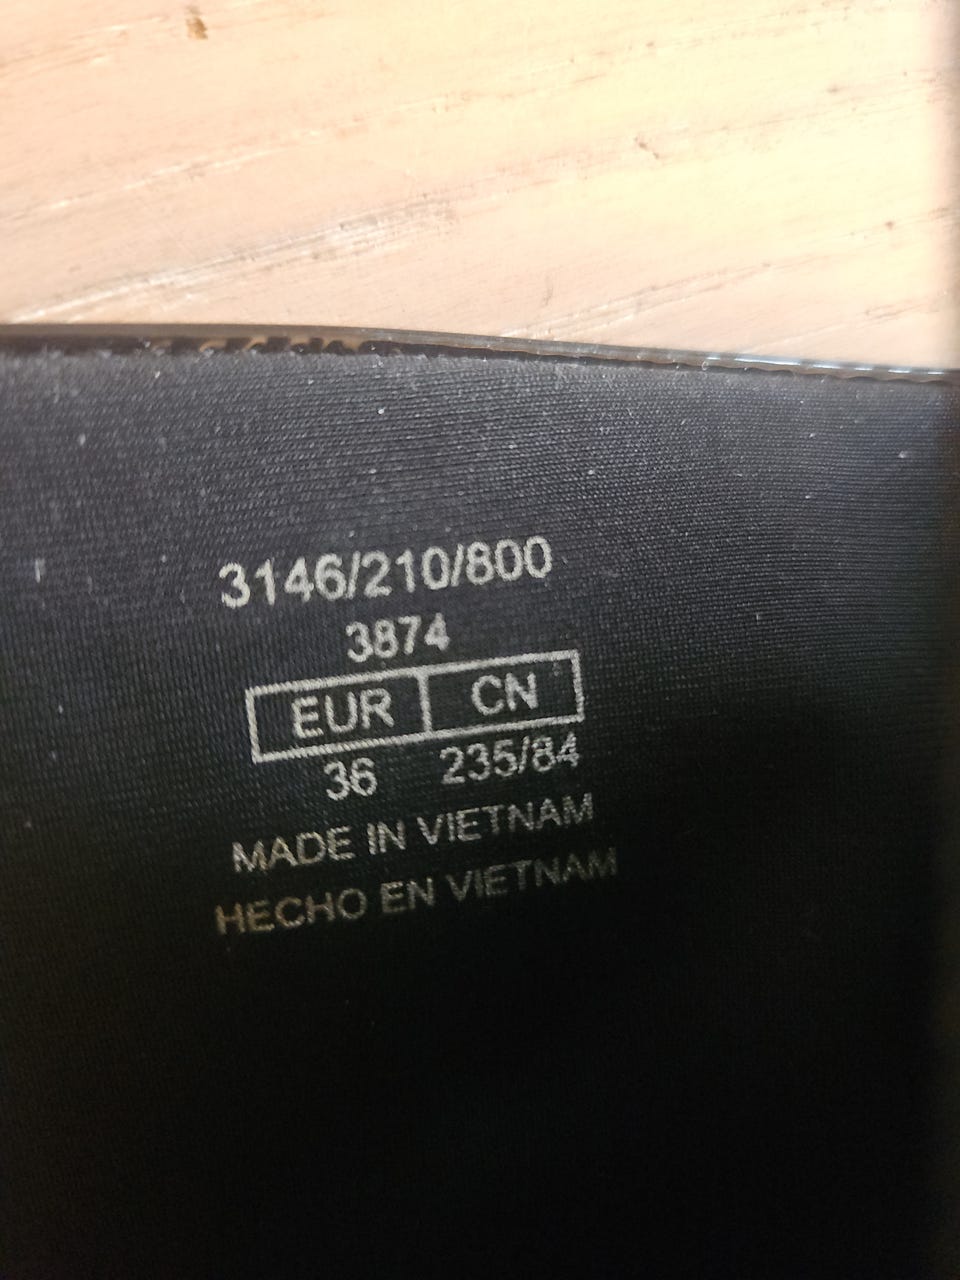 3146/210/800
3874
EUR CN
36 235/84
MADE IN VIETNAM
HECHO EN VIETNAM